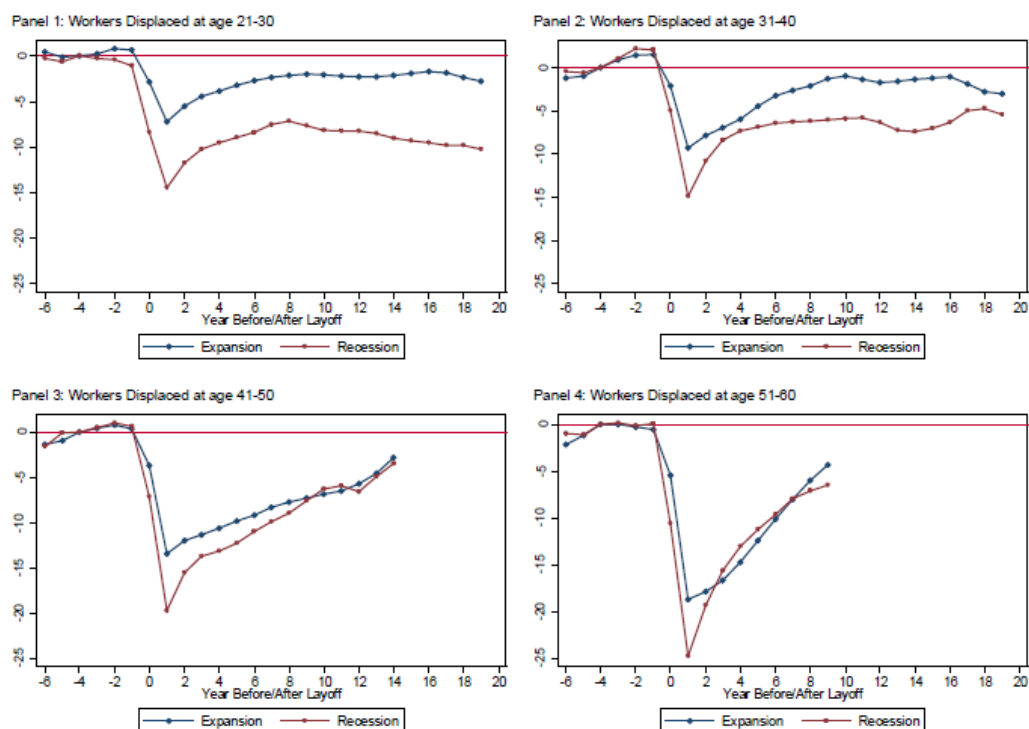 Panel 1: Workers Displaced at age 21-30
0
-5
-10
-15
-20
-25
-6 -4 -2 0 2 4 6 8 10 12 14 16 18 20
Year Before/After Layoff
Expansion Recession
Panel 2: Workers Displaced at age 31-40
0
-5
-10
-15
-20
-25
-6 -4 -2 0 2 4 6 8 10 12 14 16 18 20
Year Before/After Layoff
Expansion Recession
Panel 3: Workers Displaced at age 41-50
0
-5
-10
-15
-20
-25
-6 -4 -2 0 2 4 6 8 10 12 14 16 18 20
Year Before/After Layoff
Expansion Recession
Panel 4: Workers Displaced at age 51-60
0
-5
-10
-15
-20
-25
-6 -4 -2 0 2 4 6 8 10 12 14 16 18 20
Year Before/After Layoff
Expansion Recession